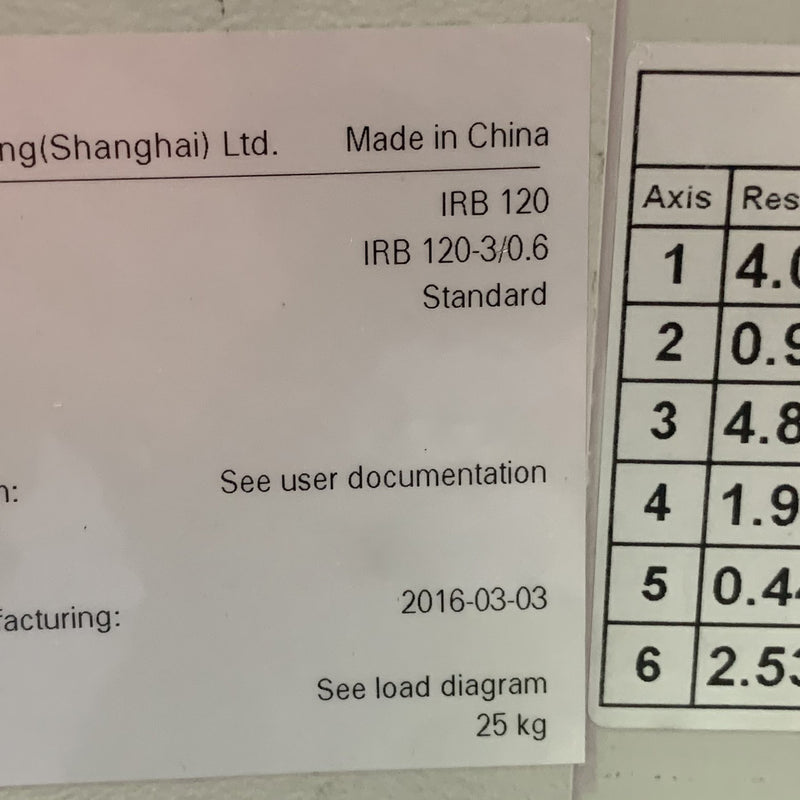 ng(Shanghai) Ltd. Made in China
IRB 120
IRB 120-3/0.6
Standard
See user documentation
2016-03-03
facturing:
See load diagram
25 kg
Axis Res
1 4.0
2 0.9
3 4.8
4 1.9
5 0.44
6 2.53